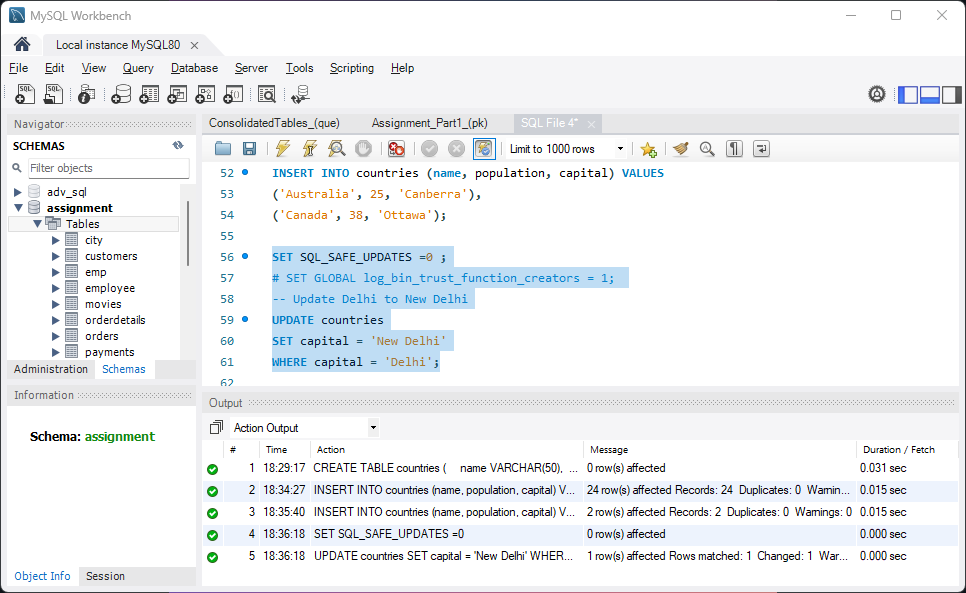 MySQL Workbench
Local instance MySQL80
File Edit View Query Database Server Tools Scripting Help
SQL SQL
Navigator
SCHEMAS
Filter objects
adv_sql
assignment
Tables
city
customers
emp
employee
movies
orderdetails
orders
payments
Administration Schemas
Information
Schema: assignment
Object Info Session
ConsolidatedTables_(que) Assignment_Part1_(pk) SQL File 4*
Limit to 1000 rows
52 INSERT INTO countries (name, population, capital) VALUES
53 ('Australia', 25, 'Canberra'),
54 ('Canada', 38, 'Ottawa');
55
56 SET SQL_SAFE_UPDATES =0 ;
57 # SET GLOBAL log_bin_trust_function_creators = 1;
58 -- Update Delhi to New Delhi
59 UPDATE countries
60 SET capital = 'New Delhi'
61 WHERE capital = 'Delhi';
62
Output
Action Output
# Time Action Message Duration / Fetch
1 18:29:17 CREATE TABLE countries ( name VARCHAR(50), ... 0 row(s) affected 0.031 sec
2 18:34:27 INSERT INTO countries (name, population, capital) V... 24 row(s) affected Records: 24 Duplicates: 0 Warnin... 0.015 sec
3 18:35:40 INSERT INTO countries (name, population, capital) V... 2 row(s) affected Records: 2 Duplicates: 0 Warnings: 0 0.015 sec
4 18:36:18 SET SQL_SAFE_UPDATES =0 0 row(s) affected 0.000 sec
5 18:36:18 UPDATE countries SET capital = 'New Delhi' WHER... 1 row(s) affected Rows matched: 1 Changed: 1 War... 0.000 sec